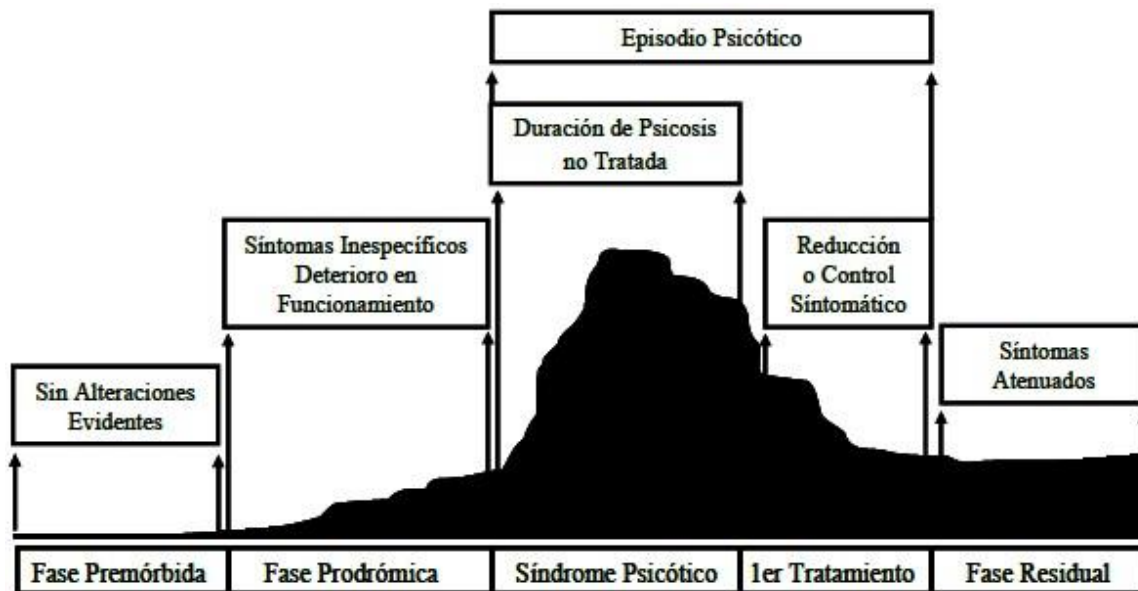 Episodio Psicótico
Duración de Psicosis
no Tratada
Síntomas Inespecíficos
Deterioro en
Funcionamiento
Reducción
o Control
Síntomático
Sin Alteraciones
Evidentes
Síntomas
Atenuados
Fase Premórbida
Fase Prodrómica
Síndrome Psicótico
1er Tratamiento
Fase Residual